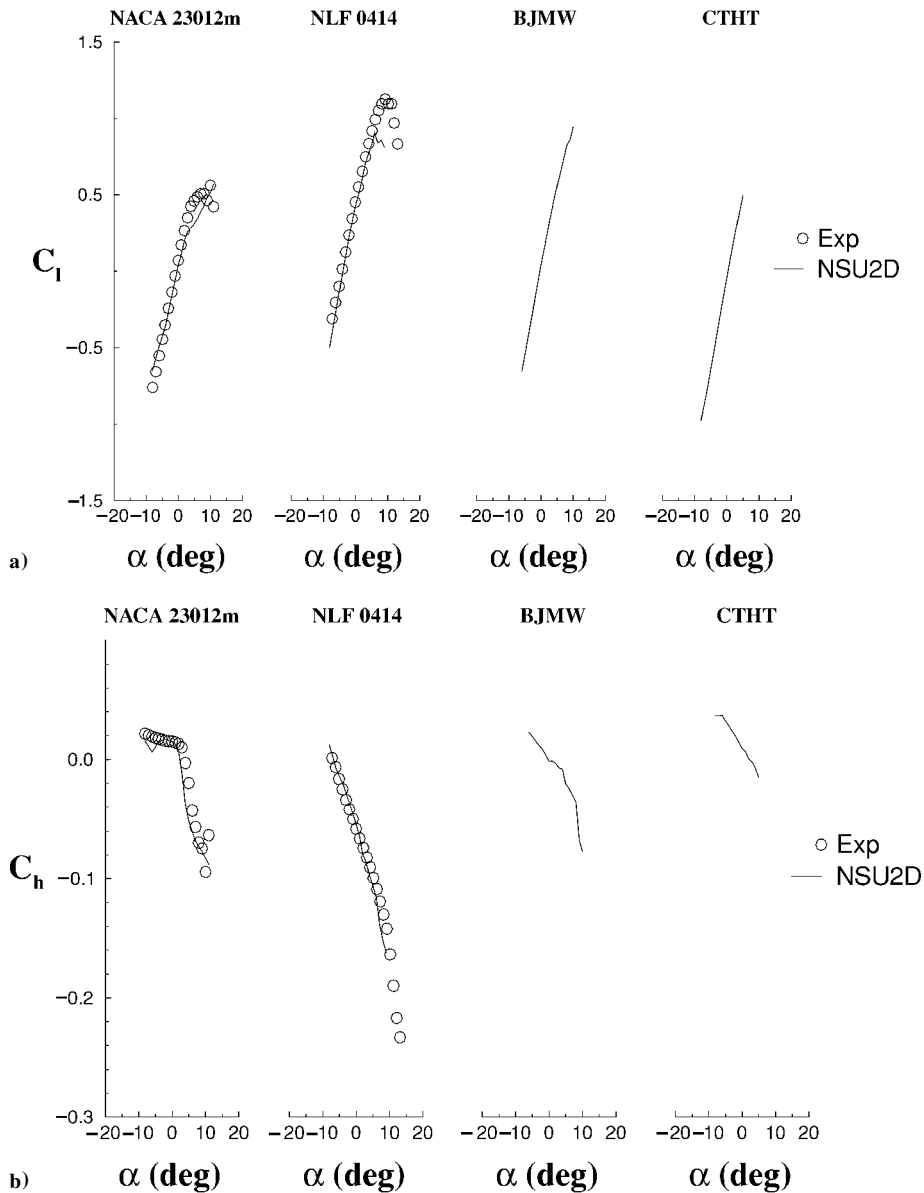 NACA 23012m NLF 0414 BJMW CTHT
1.5
0.5
−0.5
−1.5
C_l
Exp
NSU2D
−20 −10 0 10 20 −20 −10 0 10 20 −20 −10 0 10 20 −20 −10 0 10 20
α (deg) α (deg) α (deg) α (deg)
a)
NACA 23012m NLF 0414 BJMW CTHT
0.0
−0.1
−0.2
−0.3
C_h
Exp
NSU2D
−20 −10 0 10 20 −20 −10 0 10 20 −20 −10 0 10 20 −20 −10 0 10 20
α (deg) α (deg) α (deg) α (deg)
b)